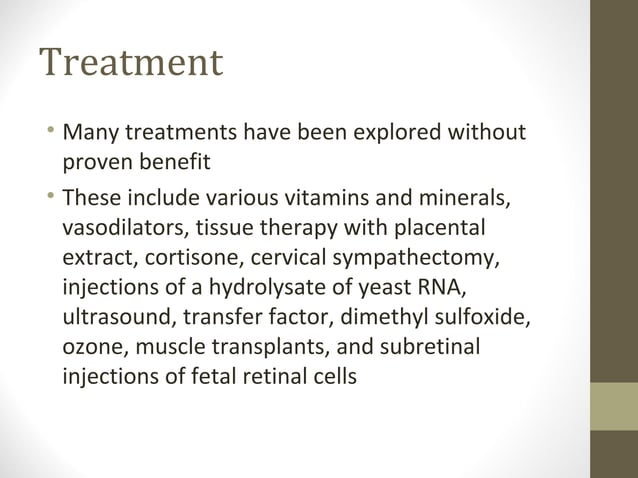 Treatment
• Many treatments have been explored without
proven benefit
• These include various vitamins and minerals,
vasodilators, tissue therapy with placental
extract, cortisone, cervical sympathectomy,
injections of a hydrolysate of yeast RNA,
ultrasound, transfer factor, dimethyl sulfoxide,
ozone, muscle transplants, and subretinal
injections of fetal retinal cells